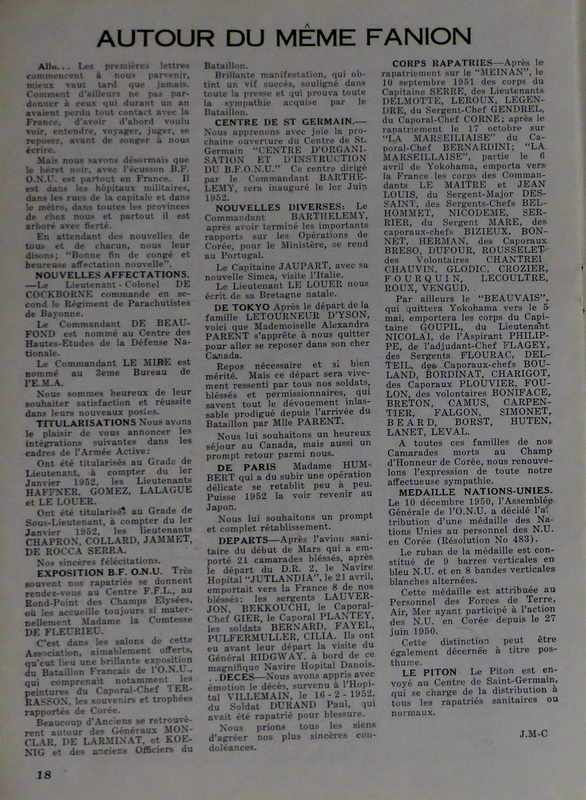 AUTOUR DU MÊME FANION
Allo... Les premières lettres
commencent à nous parvenir,
mieux vaut tard que jamais.
Comment d'ailleurs ne pas par-
donner à ceux qui durant un an
avaient perdu tout contact avec la
France, d'avoir d'abord voulu
voir, entendre, voyager, juger, se
reposer, avant de songer à nous
écrire.
Mais nous savons désormais que
le béret noir, avec l'écusson B.F.
O.N.U. est partout en France. Il
est dans les hôpitaux militaires,
dans les rues de la capitale et dans
le métro, dans toutes les provinces
de chez nous et partout il est
arboré avec fierté.
En attendant des nouvelles de
tous et de chacun, nous leur
disons; "Bonne fin de congé et
heureuse affectation nouvelle".
NOUVELLES AFFECTATIONS.
—Le Lieutenant-Colonel DE
COCKBORNE commande en se-
cond le Régiment de Parachutistes
de Bayonne.
Le Commandant DE BEAU-
FOND est nommé au Centre des
Hautes-Etudes de la Défense Na-
tionale.
Le Commandant LE MIRE est
nommé au 3eme Bureau de
l'E.M.A.
Nous sommes heureux de leur
souhaiter satisfaction et réussite
dans leurs nouveaux postes.
TITULARISATIONS Nous avons
le plaisir de vous annoncer les
intégrations suivantes dans les
cadres de l'Armée Active:
Ont été titularisés au Grade de
Lieutenant, à compter du 1er
Janvier 1952, les Lieutenants
HAFFNER, GOMEZ, LALAGUE
et LE LOUER.
Ont été titularisés au Grade de
Sous-Lieutenant, à compter du 1er
Janvier 1952, les lieutenants
CHAPRON, COLLARD, JAMMET,
DE ROCCA SERRA.
Nos sincères félicitations.
EXPOSITION B.F. O.N.U. Très
souvent nos rapatriés se donnent
rendez-vous au Centre F.F.L., au
Rond-Point des Champs Elysées,
où les accueille toujours si mater-
nellement Madame la Comtesse
DE FLEURIEU.
C'est dans les salons de cette
Association, aimablement offerts,
qu'eut lieu une brillante exposition
du Bataillon Francais de l'O.N.U.,
qui comprenait notamment les
peintures du Caporal-Chef TER-
RASSON, les souvenirs et trophées
rapportés de Corée.
Beaucoup d'Anciens se retrouvè-
rent autour des Généraux MON-
CLAR, DE LARMINAT, et KOE-
NIG et des anciens Officiers du
18
Bataillon.
Brillante manifestation, qui ob-
tint un vif succès, souligné dans
toute la presse et qui prouva toute
la sympathie acquise par le
Bataillon.
CENTRE DE ST GERMAIN.—
Nous apprenons avec joie la pro-
chaine ouverture du Centre de St-
Germain "CENTRE D'ORGANI-
SATION ET D'INSTRUCTION
DU B.F.O.N.U." Ce centre dirigé
par le Commandant BARTHE-
LEMY, sera inauguré le 1er Juin
1952.
NOUVELLES DIVERSES: Le
Commandant BARTHELEMY,
après avoir terminé les importants
rapports sur les Opérations de
Corée, pour le Ministère, se rend
au Portugal.
Le Capitaine JAUPART, avec sa
nouvelle Simca, visite l'Italie.
Le Lieutenant LE LOUER nous
écrit de sa Bretagne natale.
DE TOKYO Après le départ de la
famille LETOURNEUR D'YSON,
voici que Mademoiselle Alexandra
PARENT s'apprête à nous quitter
pour aller se reposer dans son cher
Canada.
Repos nécessaire et si bien
mérité. Mais ce départ sera vive-
ment ressenti par tous nos soldats,
blessés et permissionnaires, qui
savent tout le dévouement inlas-
sable prodigué depuis l'arrivée du
Bataillon par Mlle PARENT.
Nous lui souhaitons un heureux
séjour au Canada, mais aussi un
prompt retour parmi nous.
DE PARIS Madame HUM-
BERT qui a du subir une opération
délicate se rétablit peu à peu.
Puisse 1952 la voir revenir au
Japon.
Nous lui souhaitons un prompt
et complet rétablissement.
DEPARTS—Après l'avion sani-
taire du début de Mars qui a em-
porté 21 camarades bléssés, après
le départ du D.R. 2, le Navire
Hopital "JUTLANDIA", le 21 avril,
emportait vers la France 8 de nos
bléssés: les sergents LAUVER-
JON, BEKKOUCHI, le Caporal-
Chef GIER, le Caporal PLANTEY,
les soldats BERNARD, FAYEL,
PULFERMULLER, CILIA. Ils ont
eu avant leur départ la visite du
Général RIDGWAY, à bord de ce
magnifique Navire Hopital Danois.
..DECES—Nous avons appris avec
émotion le décès, survenu à l'Hopi-
tal VILLEMAIN, le 16-2-1952,
du Soldat DURAND Paul, qui
avait été rapatrié pour blessure.
Nous prions tous les siens
d'agréer nos plus sincères con-
doléances.
CORPS RAPATRIES—Après le
rapatriement sur le "MEINAN", le
10 septembre 1951 des corps du
Capitaine SERRE, des Lieutenants
DELMOTTE, LEROUX, LEGEN-
DRE, du Sergent-Chef GENDREL,
du Caporal-Chef CORNE; après le
rapatriement le 17 octobre sur
"LA MARSEILIAISE" du Ca-
poral-Chef BERNARDINI; "LA
MARSEILLAISE", partie le 6
avril de Yokohama, emporta vers
la France les corps des Comman-
dants LE MAITRE et JEAN
LOUIS, du Sergent-Major DES-
SAINT, des Sergents-Chefs BEL-
HOMMET, NICODEME, SER-
RIER, du Sergent MARE, des
caporaux-chefs BIZIEUX, BON-
NET, HERMAN, des Caporaux
BRESO, DUFOUR, ROUSSELET
des Volontaires CHANTREI
CHAUVIN, GLODIC, CROZIER,
FOURQUIN, LECOULTRE,
ROUX, VENGUD.
Par ailleurs le "BEAUVAIS",
qui quittera Yokohama vers le 5
mai, emportera les corps du Capi-
taine GOUPIL, du Lieutenant
NICOLAI, de l'Aspirant PHILIP-
PE, de l'adjudant-Chef FLAGEY,
des Sergents FLOURAC, DEL-
TEIL, des Caporaux-chefs BOU-
LAND, BORDINAT, CHARGOT,
des Caporaux PLOUVIER, FOU-
LON, des volontaires BONIFACE,
BRETON, CAMUS, CARPEN-
TIER, FALGON, SIMONET,
BEARD, BORST, HUTEN,
LANET, LEVAL.
A toutes ces familles de nos
Camarades morts au Champ
d'Honneur de Corée, nous renouve-
lons l'expression de toute notre
affectueuse sympathie.
MEDAILLE NATIONS-UNIES.
Le 10 décembre 1950, l'Assemblée
Générale de l'O.N.U. a décidé l'at
tribution d'une médaille des Na-
tions Unies au personnel des N.U.
en Corée (Résolution No 483).
Le ruban de la médaille est con-
stitué de 9 barres verticales en
bleu N.U. et en 8 bandes verticales
blanches alternées.
Cette médaille est attribuée au
Personnel des Forces de Terre,
Air, Mer ayant participé à l'action
des N.U. en Corée depuis le 27
juin 1950.
Cette distinction peut être
également décernée à titre pos-
thume.
LE PITON Le Piton est en-
voyé au Centre de Saint-Germain,
qui se charge de la distribution à
tous les rapatriés sanitaires ou
normaux.
J.M-C